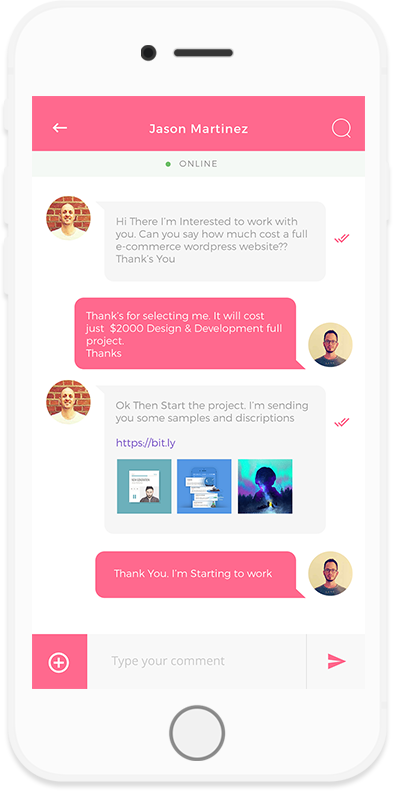 Jason Martinez
ONLINE
Hi There I'm Interested to work with
you. Can you say how much cost a full
e-commerce wordpress website??
Thank's You
Thank's for selecting me. It will cost
just $2000 Design & Development full
project.
Thanks
Ok Then Start the project. I'm sending
you some samples and discriptions
https://bit.ly
Thank You. I'm Starting to work
Type your comment